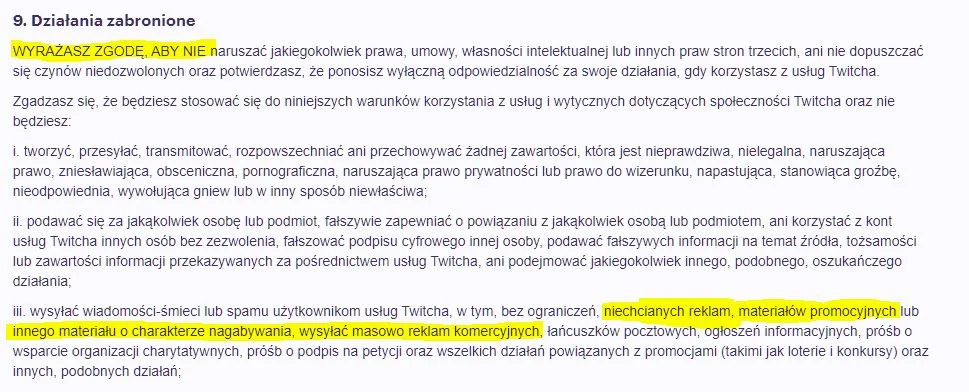 9. Działania zabronione
WYRAŻASZ ZGODĘ, ABY NIE naruszać jakiegokolwiek prawa, umowy, własności intelektualnej lub innych praw stron trzecich, ani nie dopuszczać
się czynów niedozwolonych oraz potwierdzasz, że ponosisz wyłączną odpowiedzialność za swoje działania, gdy korzystasz z usług Twitcha.
Zgadzasz się, że będziesz stosować się do niniejszych warunków korzystania z usług i wytycznych dotyczących społeczności Twitcha oraz nie
będziesz:
i. tworzyć, przesyłać, transmitować, rozpowszechniać ani przechowywać żadnej zawartości, która jest nieprawdziwa, nielegalna, naruszająca
prawo, zniesławiająca, obsceniczna, pornograficzna, naruszająca prawo prywatności lub prawo do wizerunku, napastująca, stanowiąca groźbę,
nieodpowiednia, wywołująca gniew lub w inny sposób niewłaściwa;
ii. podawać się za jakąkolwiek osobę lub podmiot, fałszywie zapewniać o powiązaniu z jakąkolwiek osobą lub podmiotem, ani korzystać z kont
usług Twitcha innych osób bez zezwolenia, fałszować podpisu cyfrowego innej osoby, podawać fałszywych informacji na temat źródła, tożsamości
lub zawartości informacji przekazywanych za pośrednictwem usług Twitcha, ani podejmować jakiegokolwiek innego, podobnego, oszukańczego
działania;
iii. wysyłać wiadomości-śmieci lub spamu użytkownikom usług Twitcha, w tym, bez ograniczeń, niechcianych reklam, materiałów promocyjnych lub
innego materiału o charakterze nagabywania, wysyłać masowo reklam komercyjnych, łańcuszków pocztowych, ogłoszeń informacyjnych, próśb o
wsparcie organizacji charytatywnych, próśb o podpis na petycji oraz wszelkich działań powiązanych z promocjami (takimi jak loterie i konkursy) oraz
innych, podobnych działań;